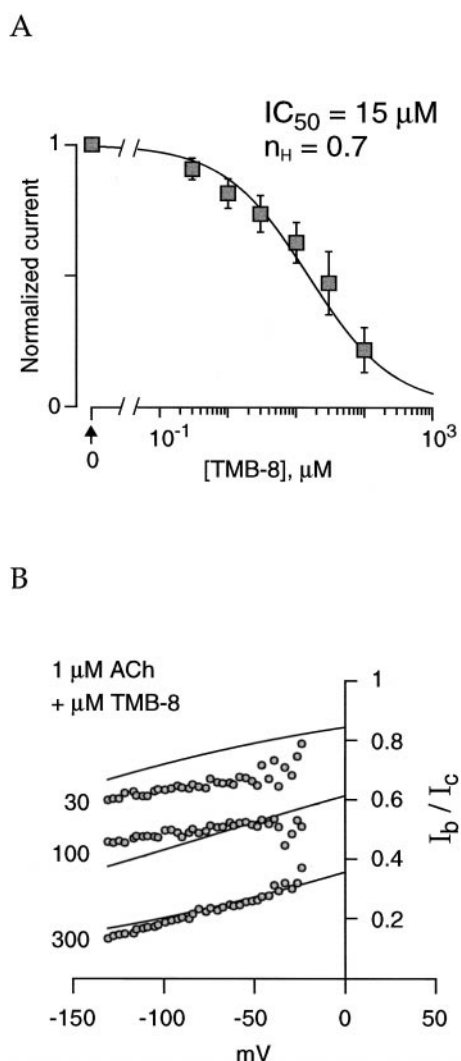 A
IC50 = 15 µM
nH = 0.7
1
Normalized current
0
0
10-1
103
[TMB-8], µM
B
1 µM ACh
+ µM TMB-8
1
0.8
0.6
0.4
0.2
30
100
300
Ib / Ic
-150
-100
-50
0
50
mV